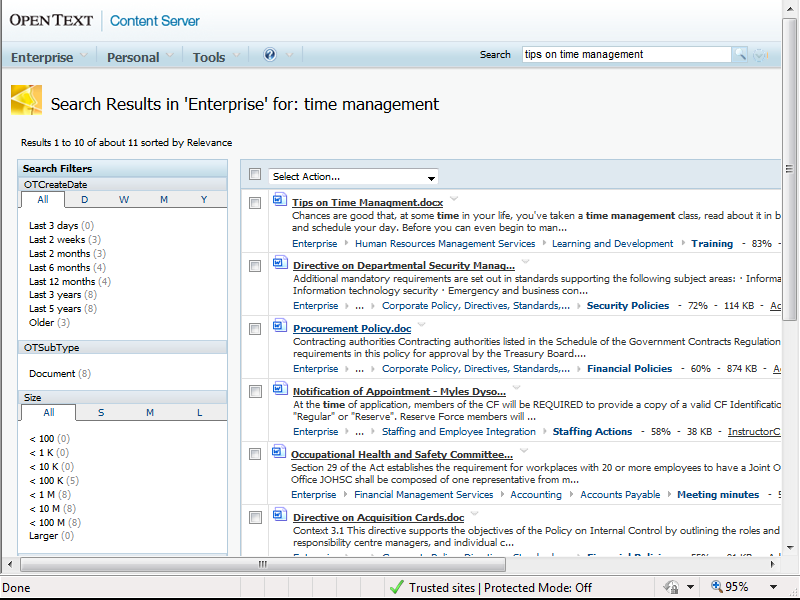 OPENTEXT Content Server
Enterprise Personal Tools Search tips on time management
Search Results in 'Enterprise' for: time management
Results 1 to 10 of about 11 sorted by Relevance
Search Filters
OTCreateDate
All D W M Y
Last 3 days (0)
Last 2 weeks (3)
Last 2 months (3)
Last 6 months (4)
Last 12 months (4)
Last 3 years (8)
Last 5 years (8)
Older (3)
OTSubType
Document (8)
Size
All S M L
< 100 (0)
< 1 K (0)
< 10 K (0)
< 100 K (5)
< 1 M (8)
< 10 M (8)
< 100 M (8)
Larger (0)
Select Action...
Tips on Time Managment.docx
Chances are good that, at some time in your life, you've taken a time management class, read about it in b
and schedule your day. Before you can even begin to man...
Enterprise Human Resources Management Services Learning and Development Training - 83% -
Directive on Departmental Security Manag...
Additional mandatory requirements are set out in standards supporting the following subject areas: · Informa
Information technology security · Emergency and business con...
Enterprise ... Corporate Policy, Directives, Standards,... Security Policies - 72% - 114 KB - Ac
Procurement Policy.doc
Contracting authorities Contracting authorities listed in the Schedule of the Government Contracts Regulation
requirements in this policy for approval by the Treasury Board....
Enterprise ... Corporate Policy, Directives, Standards,... Financial Policies - 60% - 874 KB - A
Notification of Appointment - Myles Dyso...
At the time of application, members of the CF will be REQUIRED to provide a copy of a valid CF Identificatio
"Regular" or "Reserve". Reserve Force members will ...
Enterprise ... Staffing and Employee Integration Staffing Actions - 58% - 38 KB - InstructorC
Occupational Health and Safety Committee...
Section 29 of the Act establishes the requirement for workplaces with 20 or more employees to have a Joint O
Office JOHSC shall be composed of one representative from m...
Enterprise Financial Management Services Accounting Accounts Payable Meeting minutes - 5
Directive on Acquisition Cards.doc
Context 3.1 This directive supports the objectives of the Policy on Internal Control by outlining the roles and
responsibility centre managers, and individual c...
Done Trusted sites | Protected Mode: Off 95%